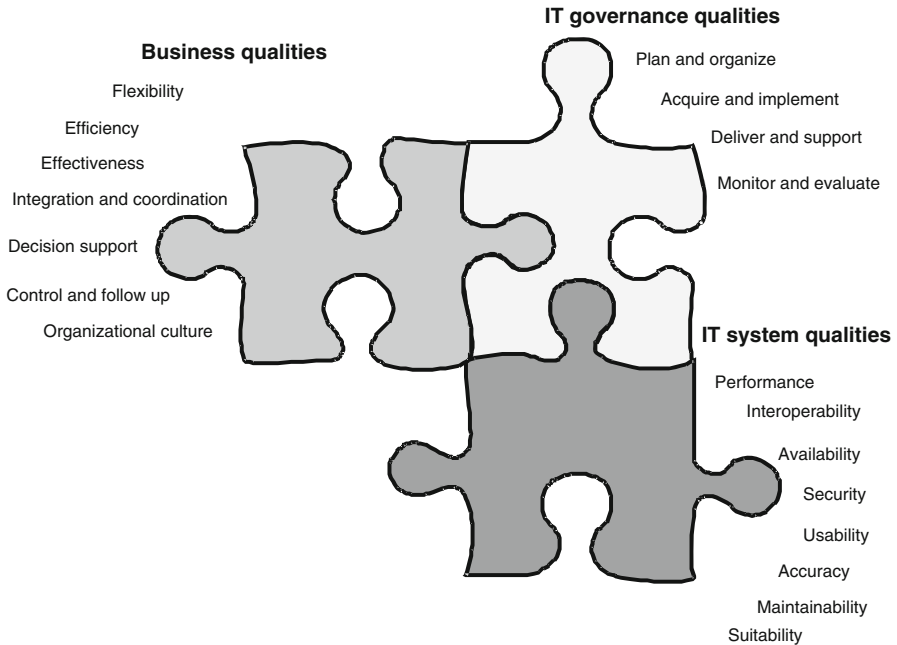 Business qualities
Flexibility
Efficiency
Effectiveness
Integration and coordination
Decision support
Control and follow up
Organizational culture
IT governance qualities
Plan and organize
Acquire and implement
Deliver and support
Monitor and evaluate
IT system qualities
Performance
Interoperability
Availability
Security
Usability
Accuracy
Maintainability
Suitability